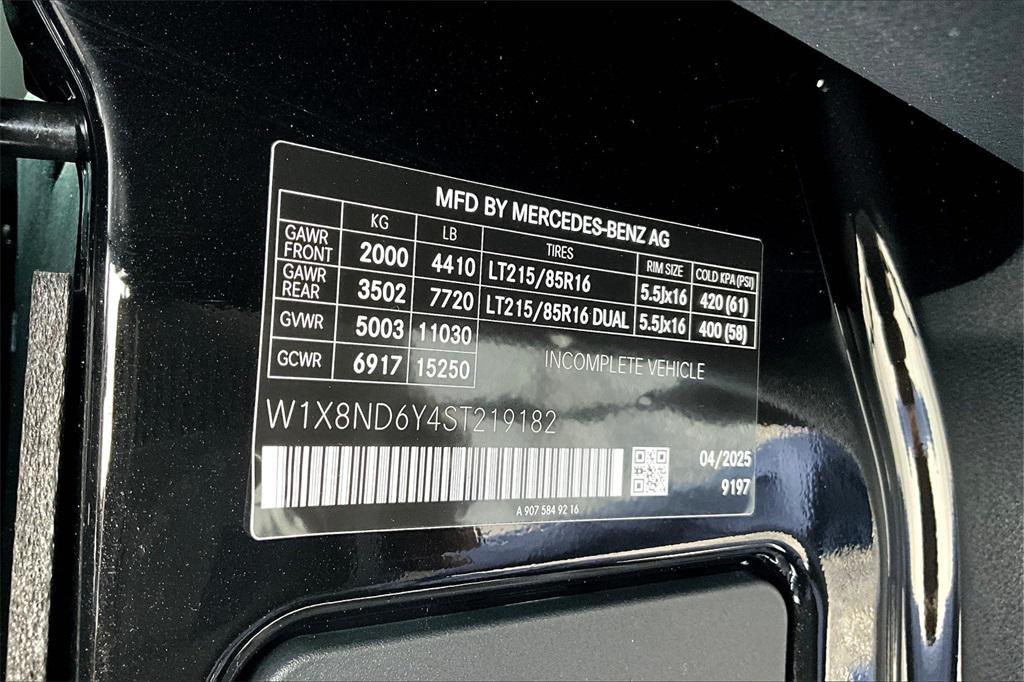 MFD BY MERCEDES-BENZ AG
KG LB TIRES RIM SIZE COLD KPA (PSI)
GAWR FRONT 2000 4410 LT215/85R16 5.5Jx16 420 (61)
GAWR REAR 3502 7720 LT215/85R16 DUAL 5.5Jx16 400 (58)
GVWR 5003 11030
GCWR 6917 15250
INCOMPLETE VEHICLE
W1X8ND6Y4ST219182
04/2025
9197
A 907 584 92 16